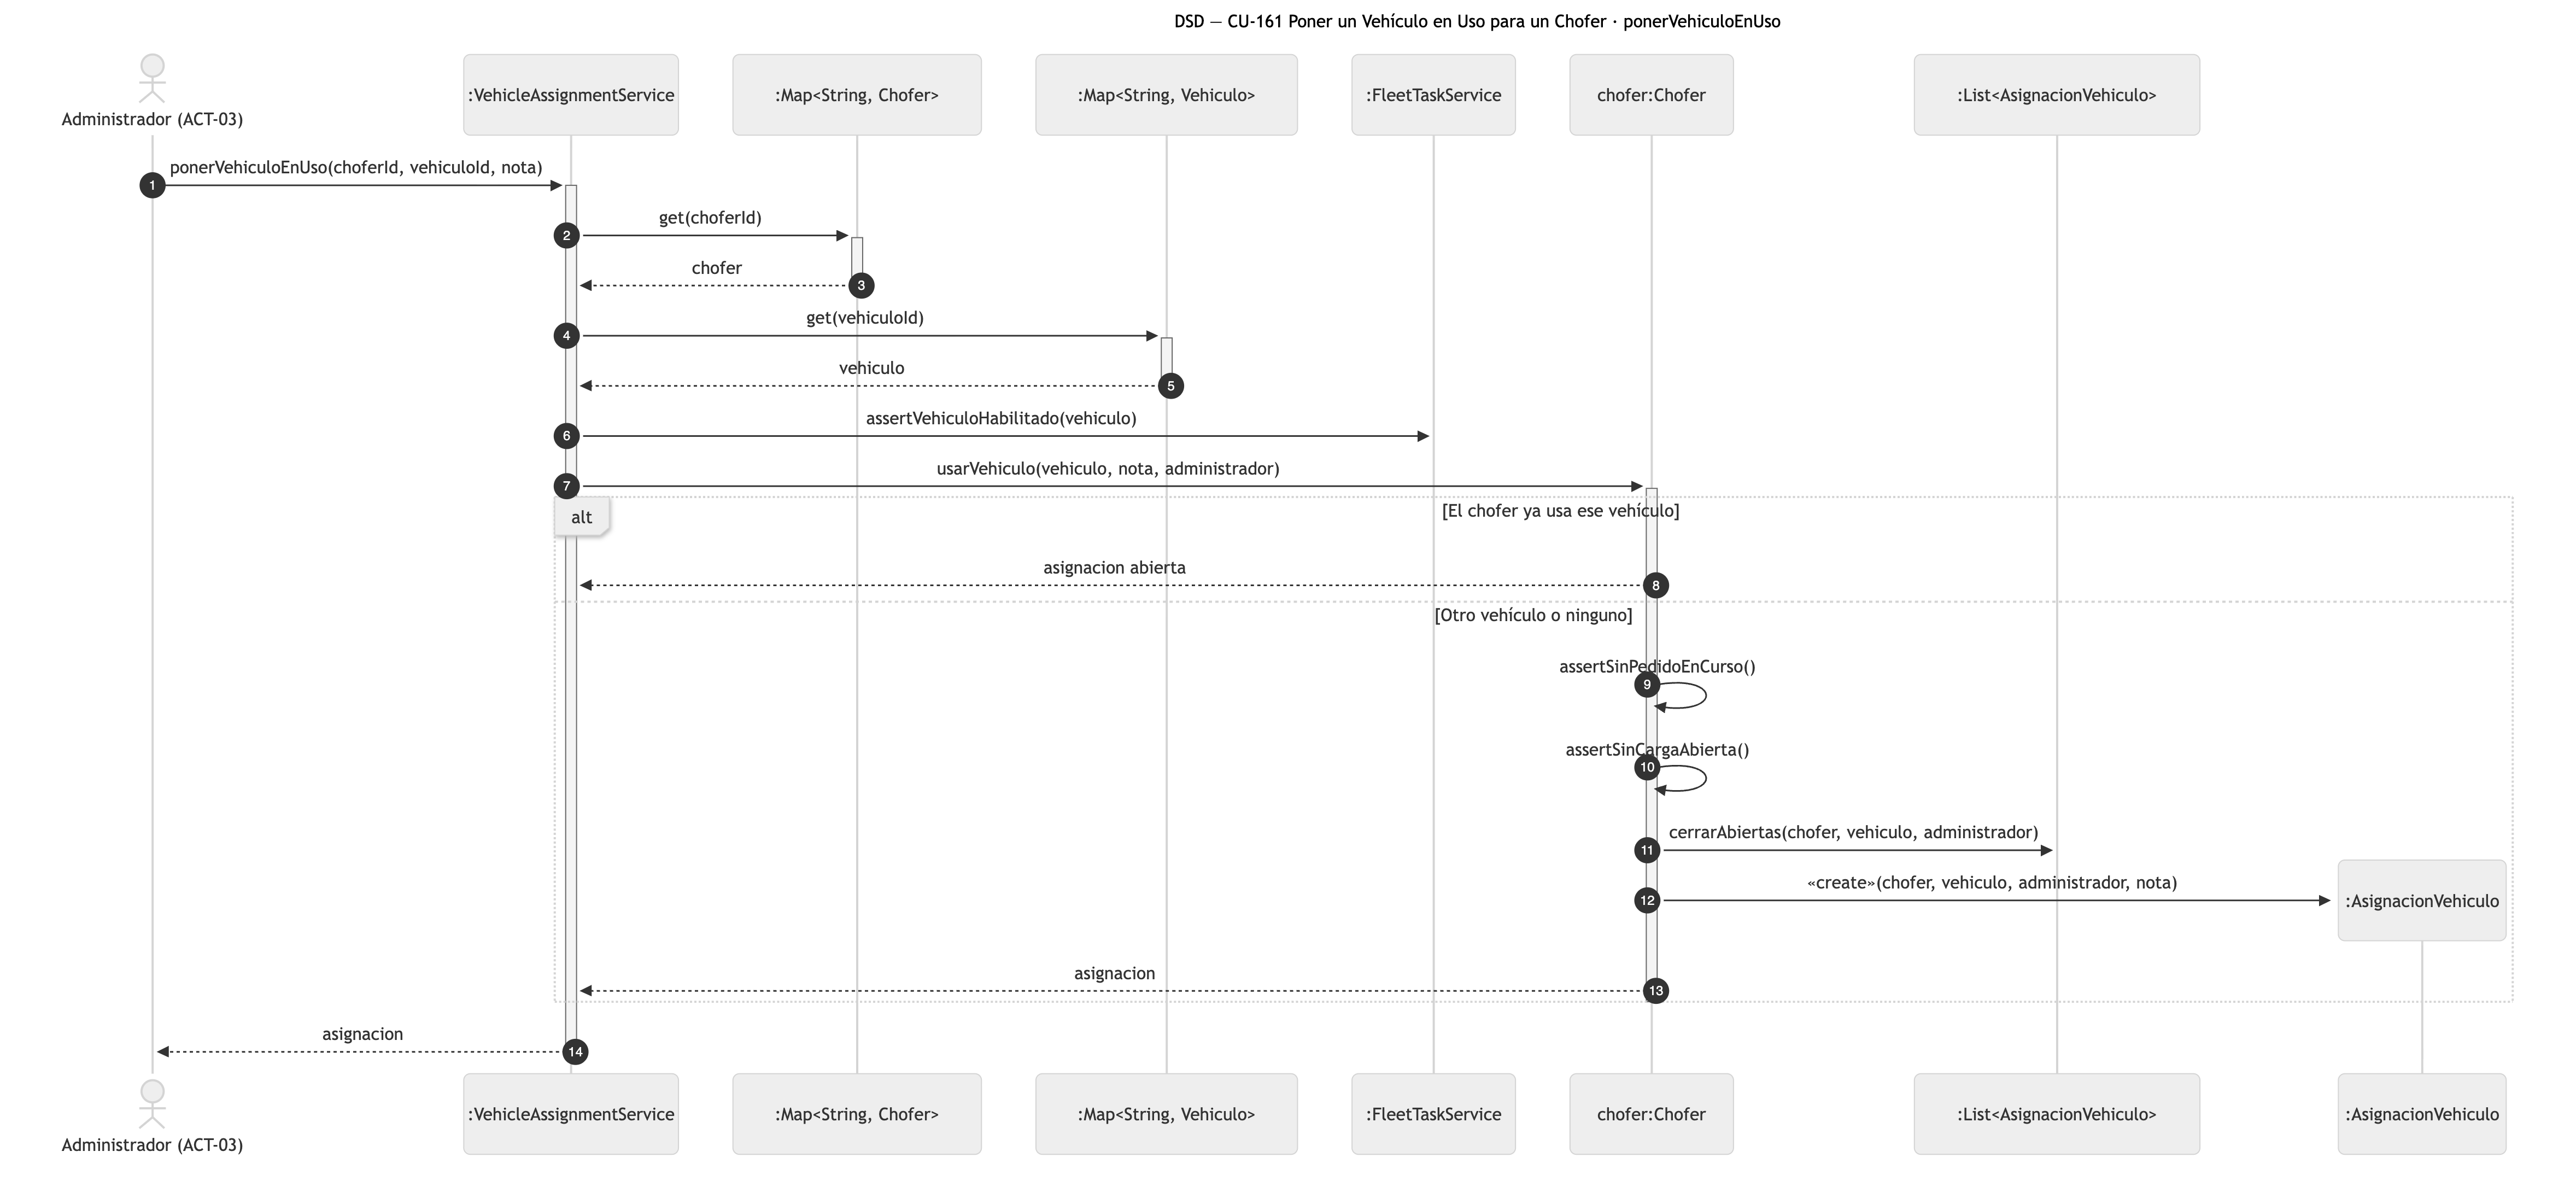 DSD — CU-161 Poner un Vehículo en Uso para un Chofer · ponerVehiculoEnUso
Administrador (ACT-03)
:VehicleAssignmentService
:Map<String, Chofer>
:Map<String, Vehiculo>
:FleetTaskService
chofer:Chofer
:List<AsignacionVehiculo>
1
ponerVehiculoEnUso(choferId, vehiculoId, nota)
2
get(choferId)
chofer
3
4
get(vehiculoId)
vehiculo
5
6
assertVehiculoHabilitado(vehiculo)
7
usarVehiculo(vehiculo, nota, administrador)
alt
[El chofer ya usa ese vehículo]
asignacion abierta
8
[Otro vehículo o ninguno]
assertSinPedidoEnCurso()
9
assertSinCargaAbierta()
10
cerrarAbiertas(chofer, vehiculo, administrador)
11
«create»(chofer, vehiculo, administrador, nota)
12
:AsignacionVehiculo
asignacion
13
asignacion
14
Administrador (ACT-03)
:VehicleAssignmentService
:Map<String, Chofer>
:Map<String, Vehiculo>
:FleetTaskService
chofer:Chofer
:List<AsignacionVehiculo>
:AsignacionVehiculo